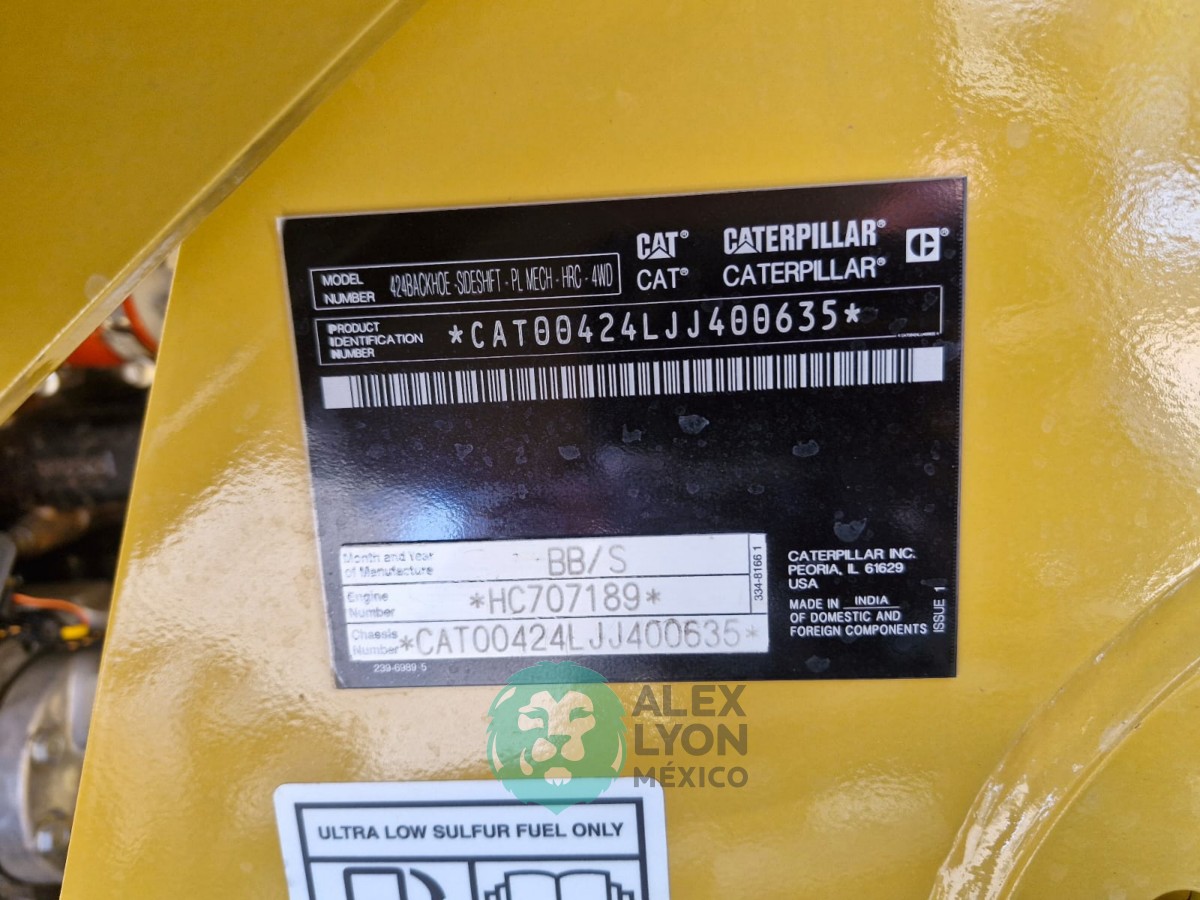 MODEL NUMBER 424BACKHOE -SIDESHIFT - PL MECH - HRC - 4WD
CAT® CATERPILLAR® ®
CAT® CATERPILLAR®
PRODUCT IDENTIFICATION NUMBER *CAT00424LJJ400635*
Month and Year of Manufacture BB/S
Engine Number *HC707189*
Chassis Number *CAT00424LJJ400635*
239-6989 5
334-8166 1
CATERPILLAR INC.
PEORIA, IL 61629
USA
MADE IN INDIA
OF DOMESTIC AND
FOREIGN COMPONENTS
ISSUE 1
ALEX
LYON
MÉXICO
ULTRA LOW SULFUR FUEL ONLY